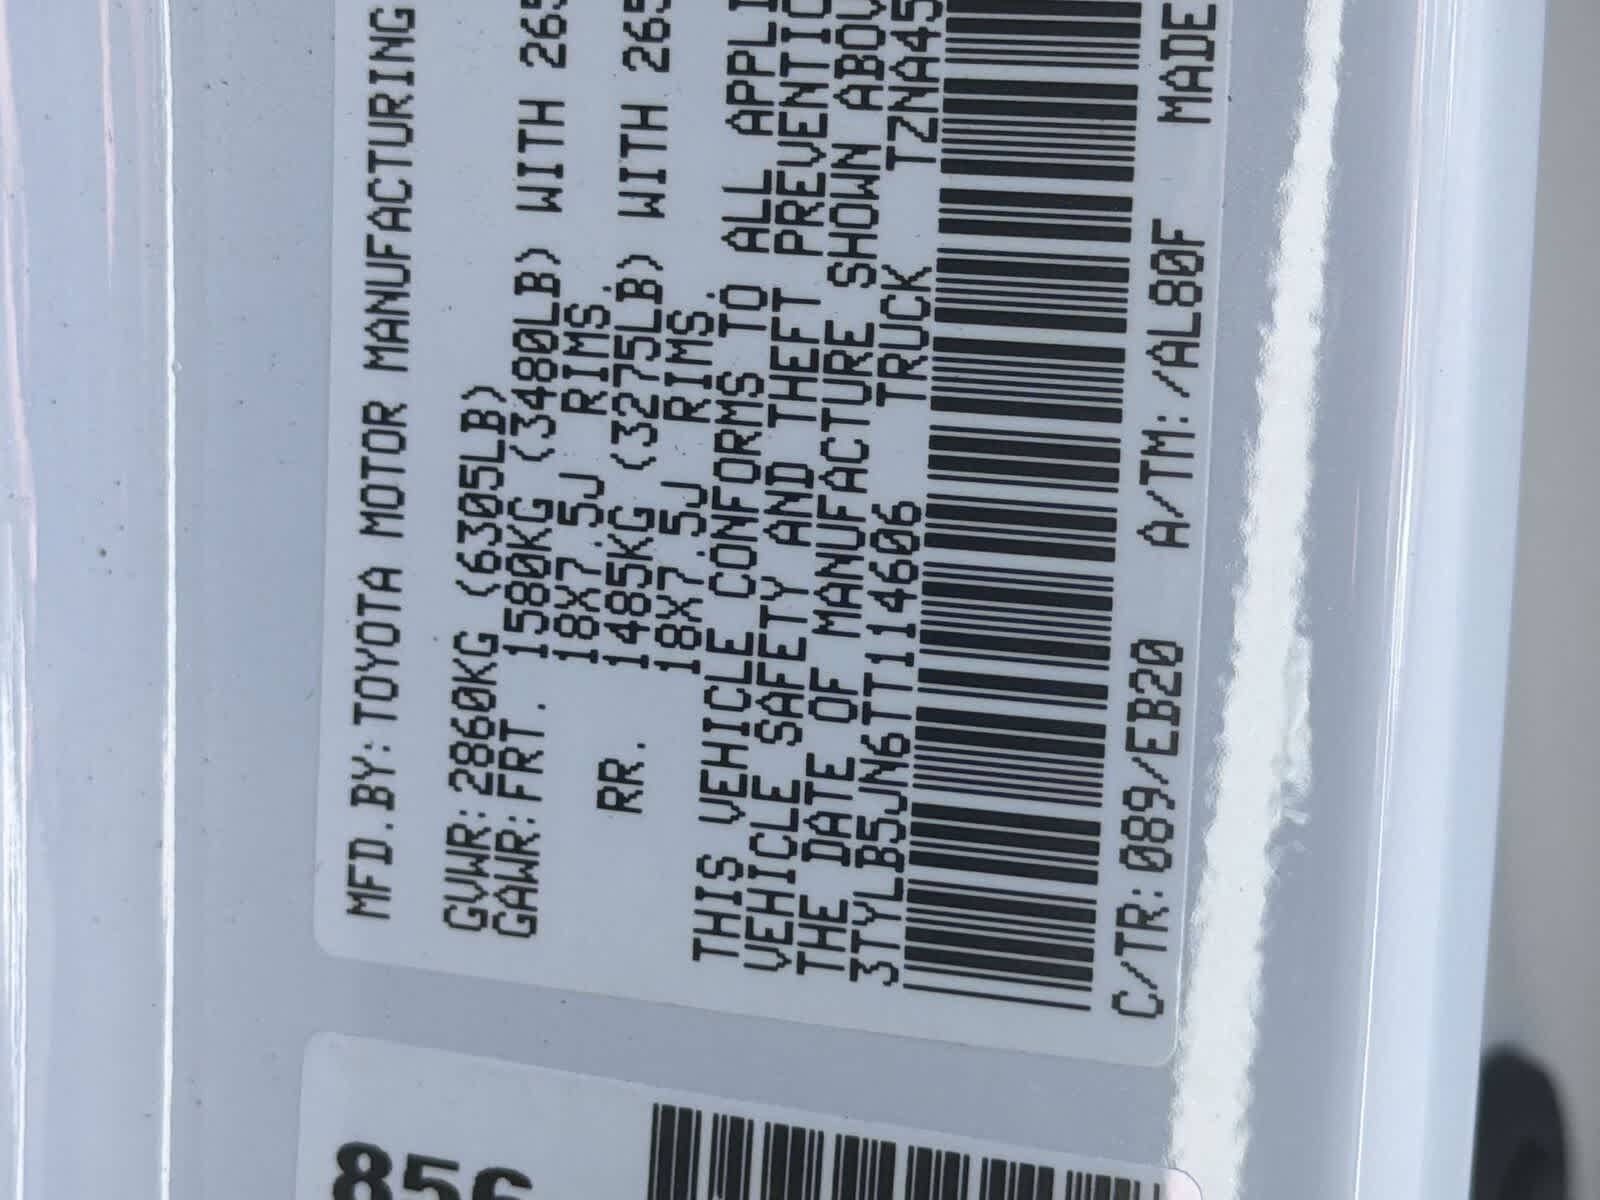 MFD.BY:TOYOTA MOTOR MANUFACTURING
GVWR:2860KG (6305LB)
GAWR:FRT. 1580KG (3480LB) WITH 265
18X7.5J RIMS,
RR. 1485KG (3275LB) WITH 265
18X7.5J RIMS.
THIS VEHICLE CONFORMS TO ALL APPLI
VEHICLE SAFETY AND THEFT PREVENTIO
THE DATE OF MANUFACTURE SHOWN ABOV
3TYLB5JN6TT114606 TRUCK TZNA45
C/TR:089/EB20 A/TM:/AL80F MADE
856